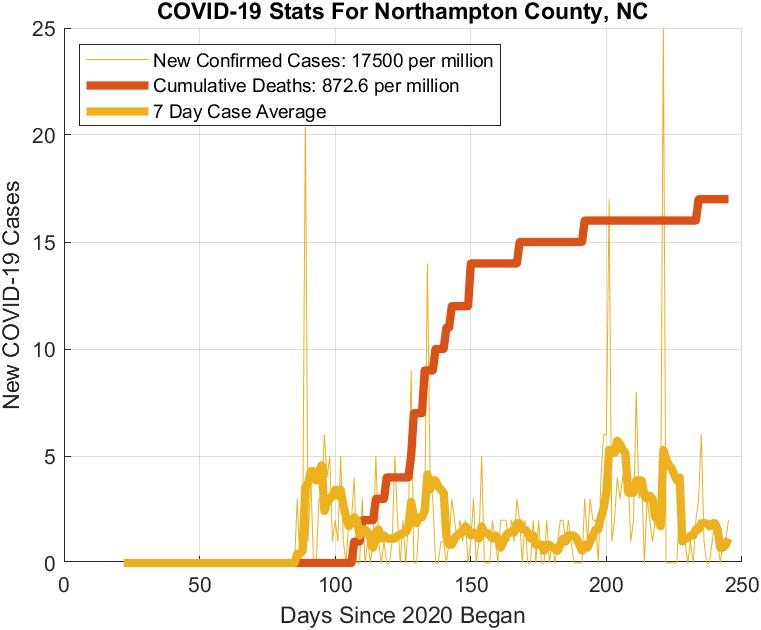 COVID-19 Stats For Northampton County, NC
New Confirmed Cases: 17500 per million
Cumulative Deaths: 872.6 per million
7 Day Case Average
New COVID-19 Cases
25
20
15
10
5
0
0 50 100 150 200 250
Days Since 2020 Began